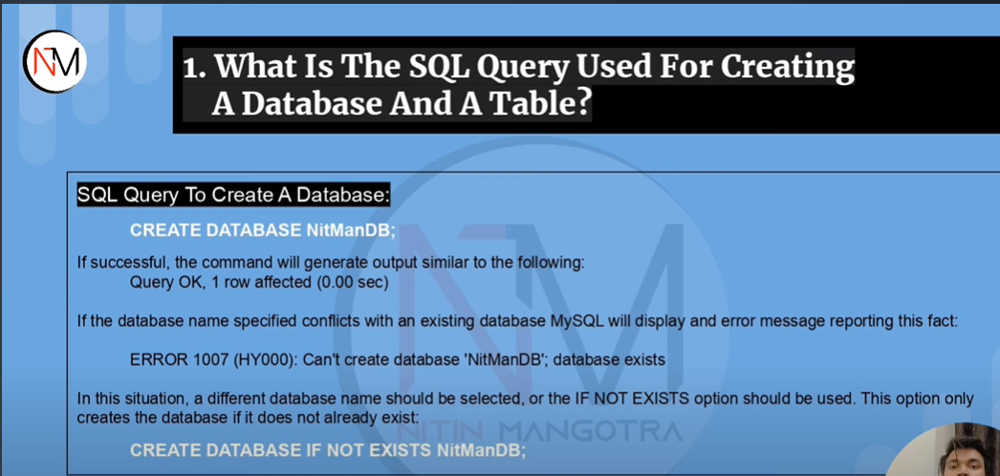 NM
1. What Is The SQL Query Used For Creating
A Database And A Table?
SQL Query To Create A Database:
CREATE DATABASE NitManDB;
If successful, the command will generate output similar to the following:
Query OK, 1 row affected (0.00 sec)
If the database name specified conflicts with an existing database MySQL will display and error message reporting this fact:
ERROR 1007 (HY000): Can't create database 'NitManDB'; database exists
In this situation, a different database name should be selected, or the IF NOT EXISTS option should be used. This option only
creates the database if it does not already exist:
NITIN MANGOTRA
CREATE DATABASE IF NOT EXISTS NitManDB;